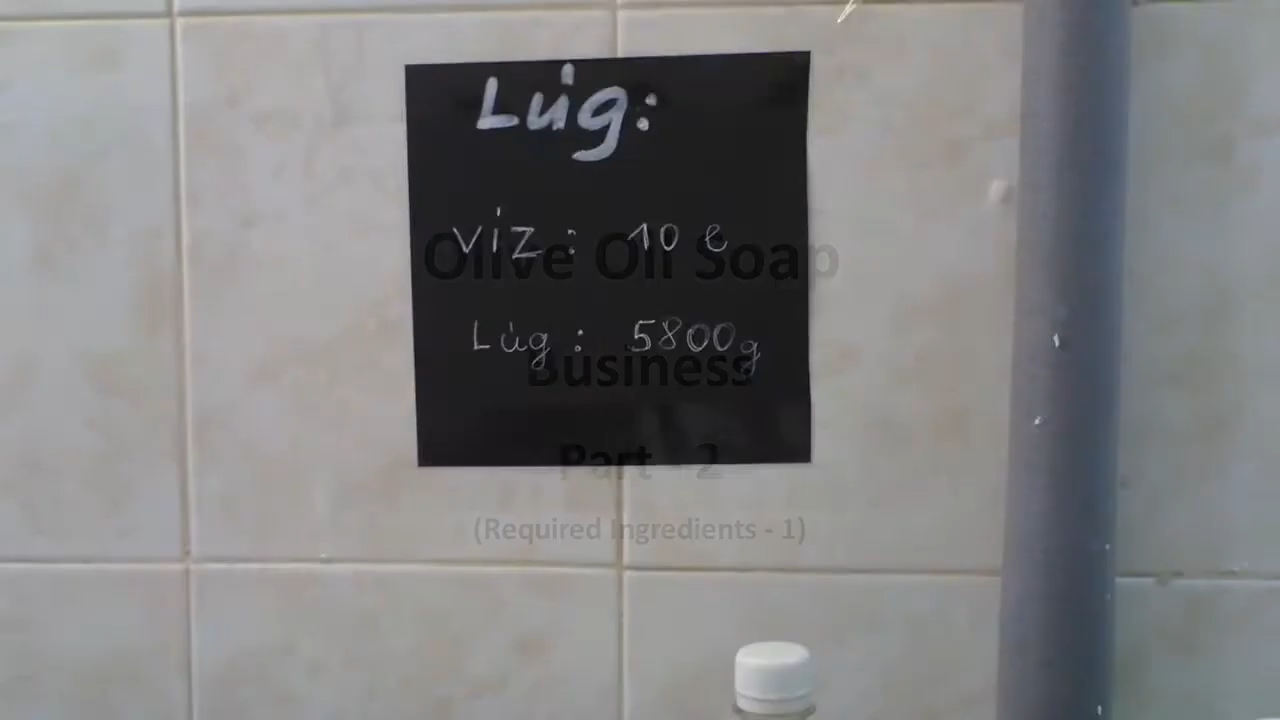 Lúg:
víz: 10 l
Olive Oil Soap
Lúg: 5800g
Business
Part - 2
(Required Ingredients - 1)